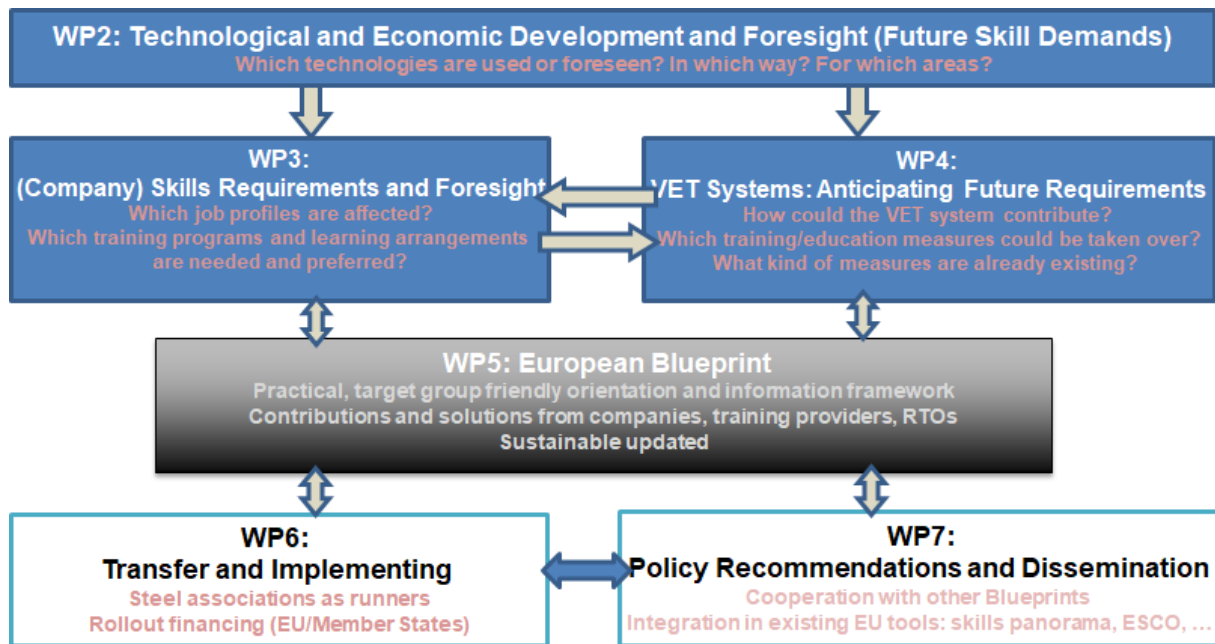 WP2: Technological and Economic Development and Foresight (Future Skill Demands)
Which technologies are used or foreseen? In which way? For which areas?
WP3:
(Company) Skills Requirements and Foresight
Which job profiles are affected?
Which training programs and learning arrangements
are needed and preferred?
WP4:
VET Systems: Anticipating Future Requirements
How could the VET system contribute?
Which training/education measures could be taken over?
What kind of measures are already existing?
WP5: European Blueprint
Practical, target group friendly orientation and information framework
Contributions and solutions from companies, training providers, RTOs
Sustainable updated
WP6:
Transfer and Implementing
Steel associations as runners
Rollout financing (EU/Member States)
WP7:
Policy Recommendations and Dissemination
Cooperation with other Blueprints
Integration in existing EU tools: skills panorama, ESCO, ...